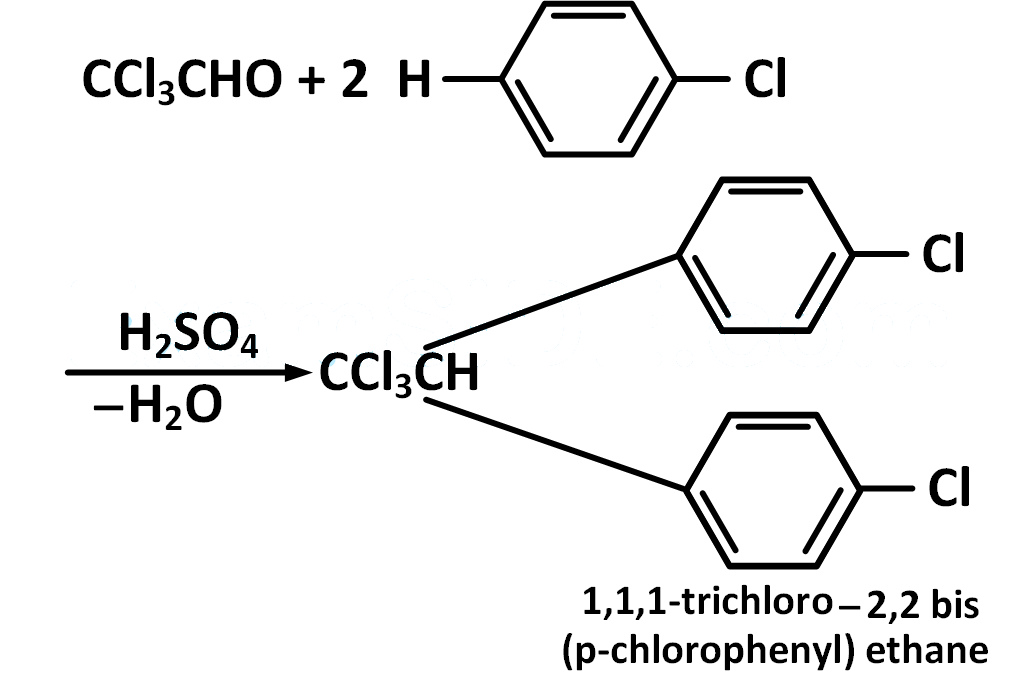 CCl₃CHO + 2 H Cl
Cl
H₂SO₄
–H₂O
CCl₃CH
Cl
1,1,1-trichloro – 2,2 bis
(p-chlorophenyl) ethane